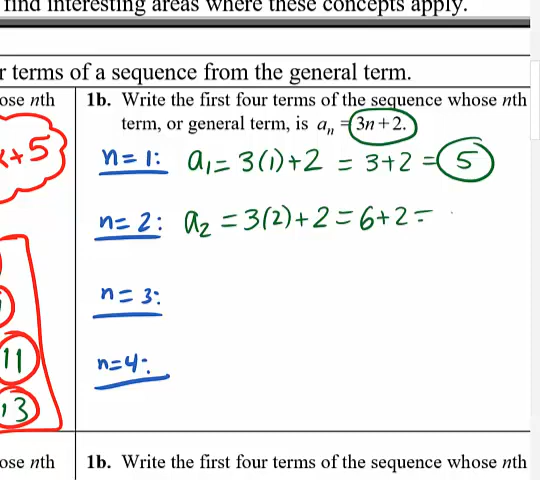 find interesting areas where these concepts apply.
r terms of a sequence from the general term.
ose nth
1b. Write the first four terms of the sequence whose nth
term, or general term, is aₙ = 3n + 2.
+5
n = 1: a₁ = 3(1)+2 = 3+2 = 5
n = 2: a₂ = 3(2)+2 = 6+2 =
n = 3:
11
n=4:
13
ose nth
1b. Write the first four terms of the sequence whose nth